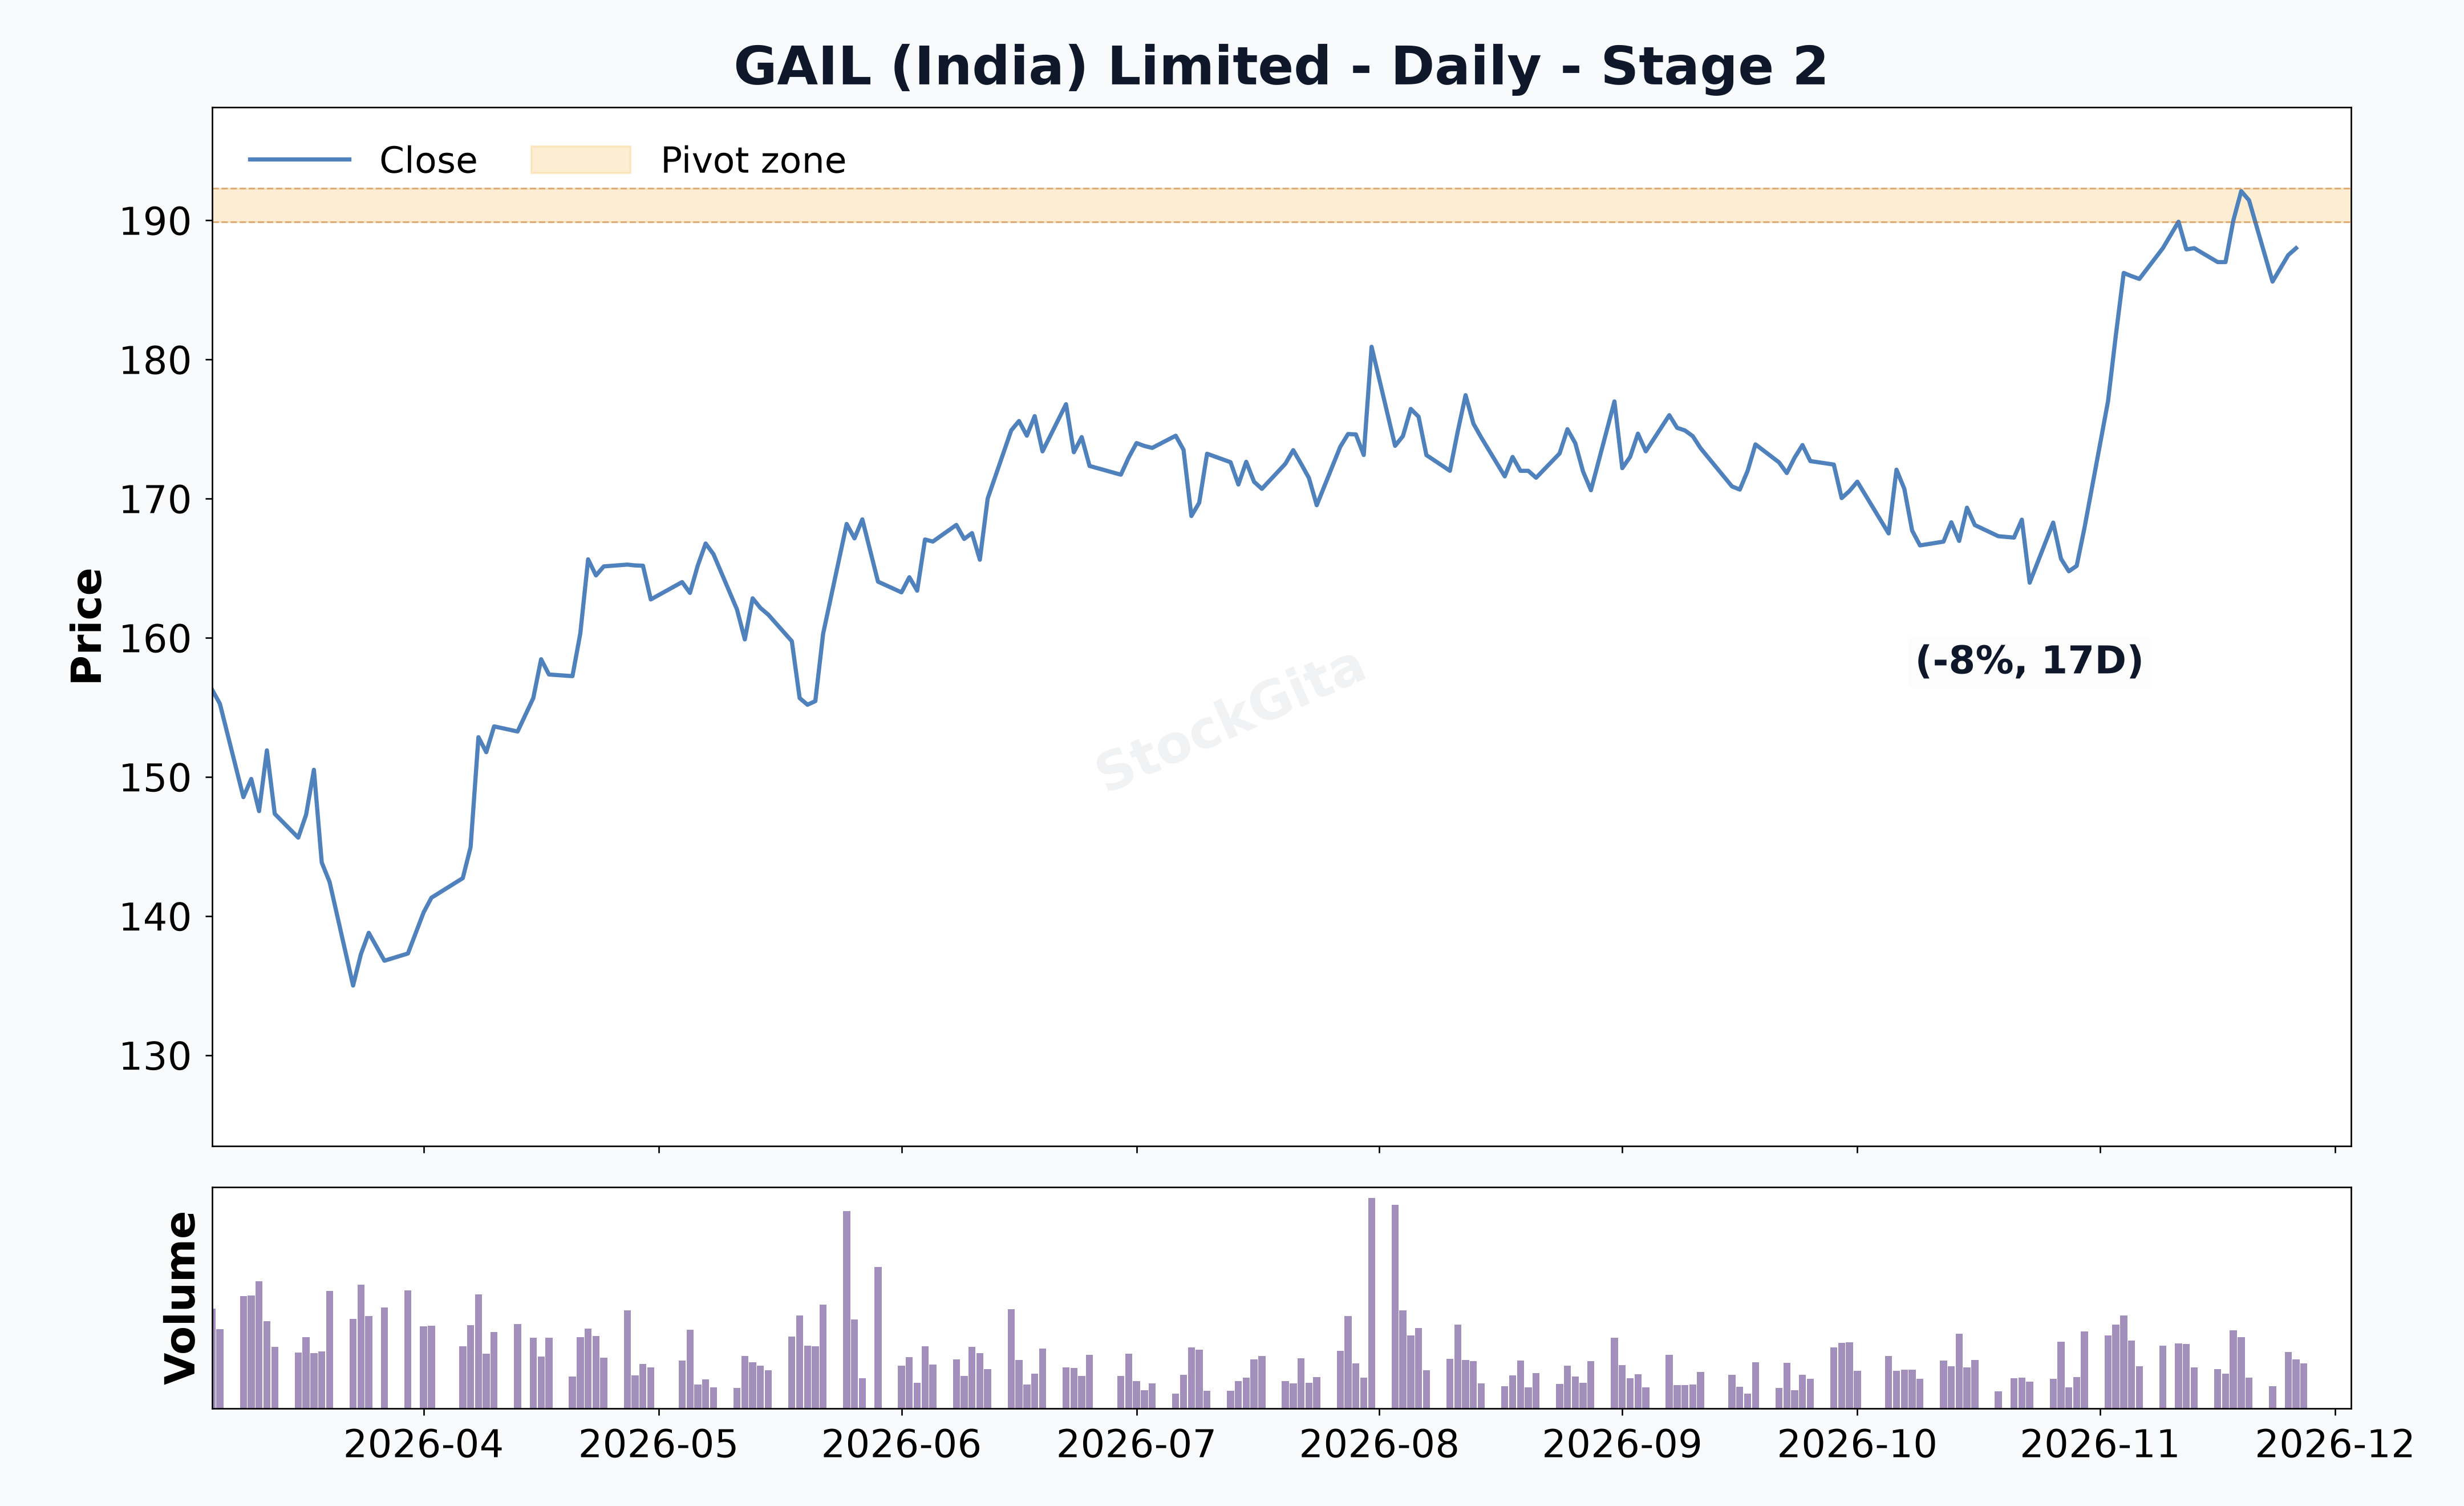 GAIL (India) Limited - Daily - Stage 2
Close
Pivot zone
190
180
170
160
150
140
130
Price
(-8%, 17D)
StockGita
Volume
2026-04
2026-05
2026-06
2026-07
2026-08
2026-09
2026-10
2026-11
2026-12